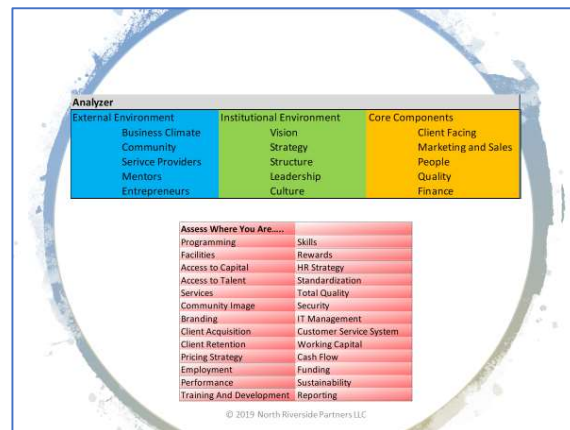 Analyzer
External Environment Institutional Environment Core Components
Business Climate Vision Client Facing
Community Strategy Marketing and Sales
Serivce Providers Structure People
Mentors Leadership Quality
Entrepreneurs Culture Finance
Assess Where You Are.....
Programming Skills
Facilities Rewards
Access to Capital HR Strategy
Access to Talent Standardization
Services Total Quality
Community Image Security
Branding IT Management
Client Acquisition Customer Service System
Client Retention Working Capital
Pricing Strategy Cash Flow
Employment Funding
Performance Sustainability
Training And Development Reporting
© 2019 North Riverside Partners LLC